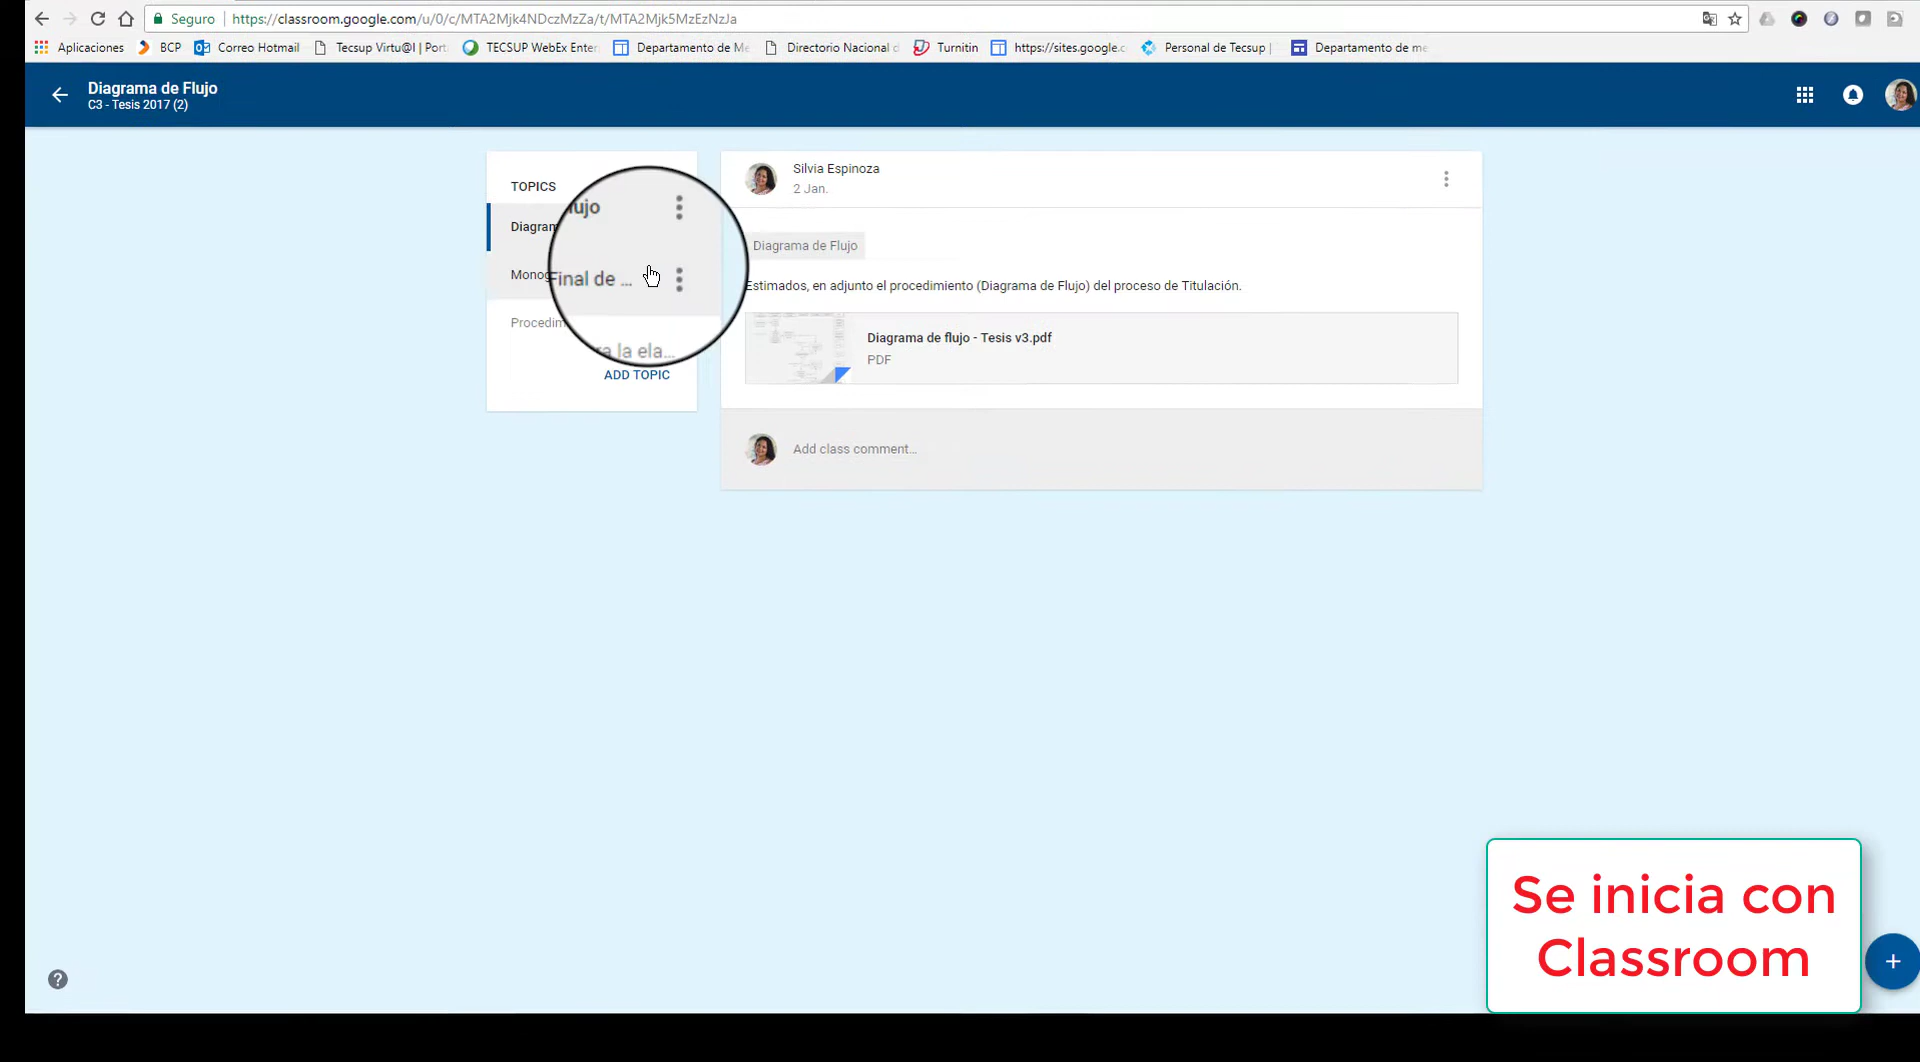 Seguro https://classroom.google.com/u/0/c/MTA2Mjk4NDczMzZa/t/MTA2Mjk5MzEzNzJa
Aplicaciones BCP Correo Hotmail Tecsup Virtu@l | Port TECSUP WebEx Enter Departamento de Me Directorio Nacional d Turnitin https://sites.google.c Personal de Tecsup | Departamento de me
Diagrama de Flujo
C3 - Tesis 2017 (2)
TOPICS
Diagram
ujo
Monog
Final de ...
Procedim
ra la ela...
ADD TOPIC
Silvia Espinoza
2 Jan.
Diagrama de Flujo
Estimados, en adjunto el procedimiento (Diagrama de Flujo) del proceso de Titulación.
Diagrama de flujo - Tesis v3.pdf
PDF
Add class comment...
Se inicia con
Classroom